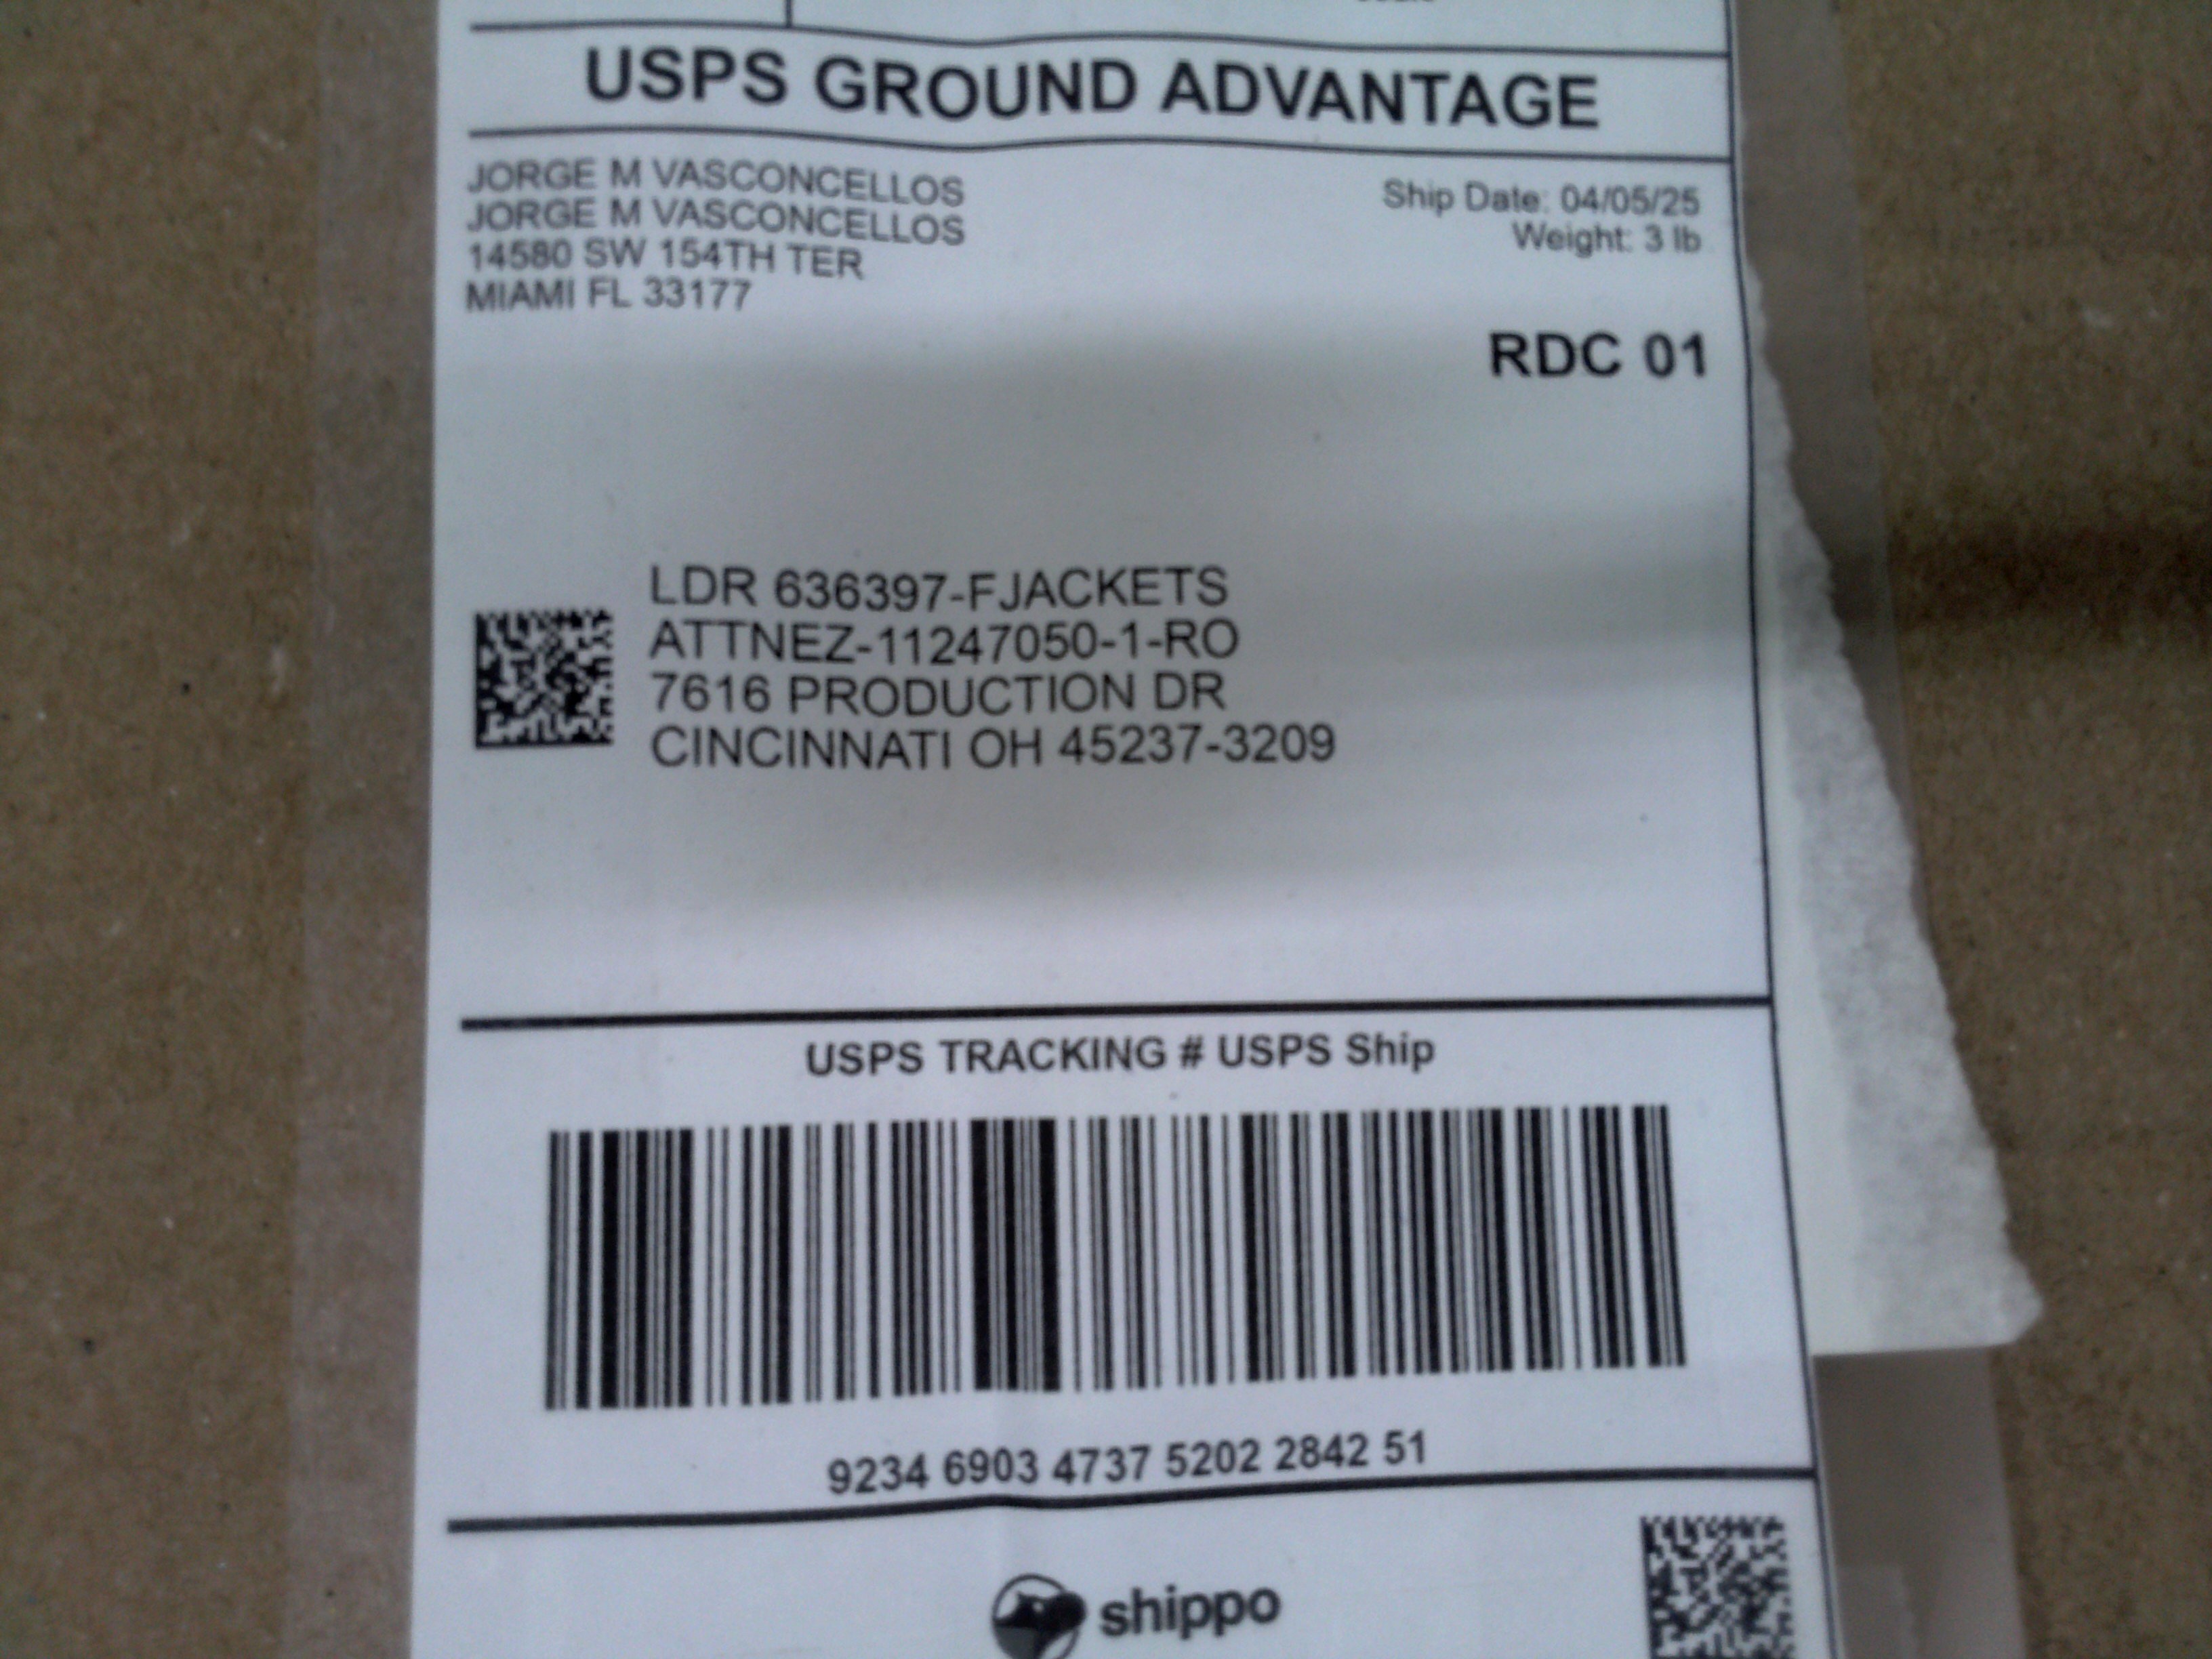 USPS GROUND ADVANTAGE
JORGE M VASCONCELLOS
JORGE M VASCONCELLOS
14580 SW 154TH TER
MIAMI FL 33177
Ship Date: 04/05/25
Weight: 3 lb
RDC 01
LDR 636397-FJACKETS
ATTNEZ-11247050-1-RO
7616 PRODUCTION DR
CINCINNATI OH 45237-3209
USPS TRACKING # USPS Ship
9234 6903 4737 5202 2842 51
shippo